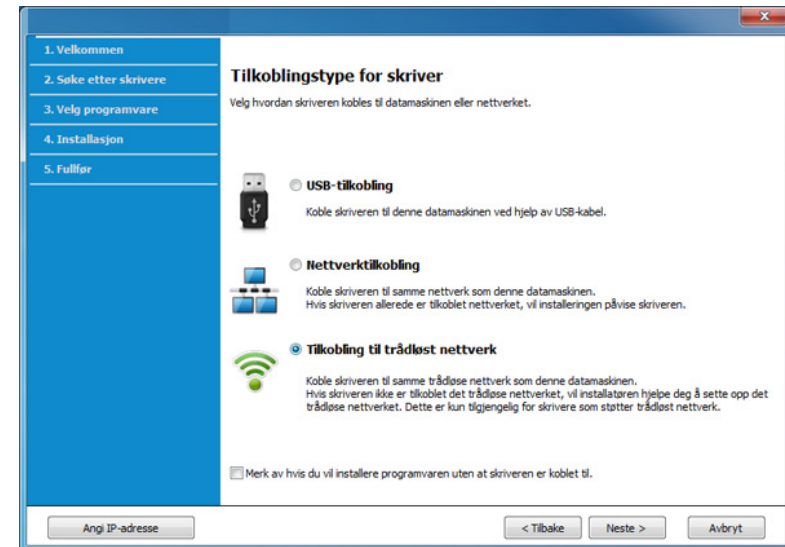 1. Velkommen
2. Søke etter skrivere
3. Velg programvare
4. Installasjon
5. Fullfør
Tilkoblingstype for skriver
Velg hvordan skriveren kobles til datamaskinen eller nettverket.
USB-tilkobling
Koble skriveren til denne datamaskinen ved hjelp av USB-kabel.
Nettverktilkobling
Koble skriveren til samme nettverk som denne datamaskinen.
Hvis skriveren allerede er tilkoblet nettverket, vil installeringen påvise skriveren.
Tilkobling til trådløst nettverk
Koble skriveren til samme trådløse nettverk som denne datamaskinen.
Hvis skriveren ikke er tilkoblet det trådløse nettverket, vil installatøren hjelpe deg å sette opp det
trådløse nettverket. Dette er kun tilgjengelig for skrivere som støtter trådløst nettverk.
Merk av hvis du vil installere programvaren uten at skriveren er koblet til.
Angi IP-adresse
< Tilbake
Neste >
Avbryt